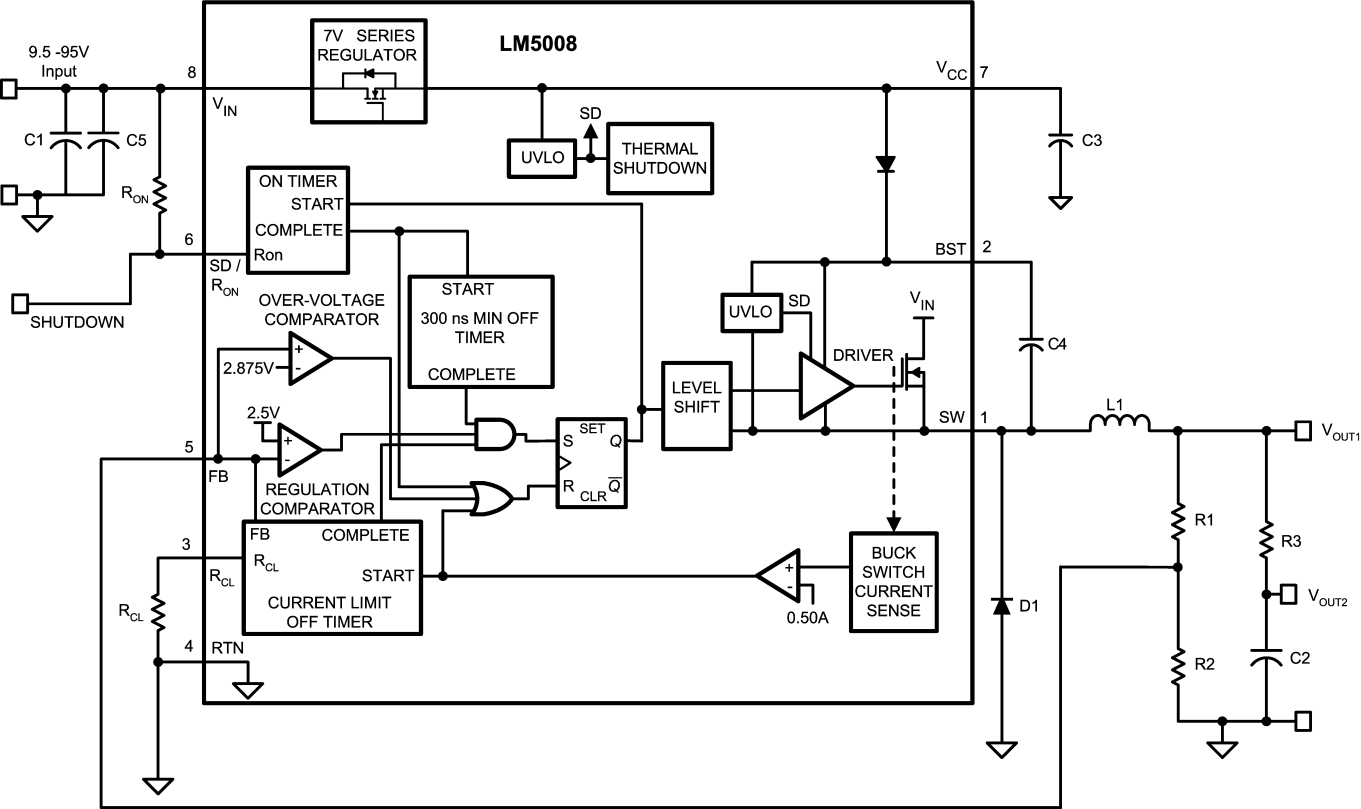 LM5008
7V SERIES
REGULATOR
9.5 -95V
Input
8
V_IN
V_CC 7
C1
C5
C3
SD
UVLO
THERMAL
SHUTDOWN
R_ON
ON TIMER
START
COMPLETE
Ron
6
SD /
R_ON
SHUTDOWN
BST 2
OVER-VOLTAGE
COMPARATOR
START
300 ns MIN OFF
TIMER
COMPLETE
UVLO
SD
V_IN
C4
2.875V
+
-
DRIVER
LEVEL
SHIFT
SW 1
L1
V_OUT1
2.5V
+
-
SET
S Q
R Q̅
CLR
5
FB
REGULATION
COMPARATOR
R1
R3
FB
COMPLETE
3
R_CL
R_CL
START
CURRENT LIMIT
OFF TIMER
R_CL
+
-
0.50A
BUCK
SWITCH
CURRENT
SENSE
D1
V_OUT2
4
RTN
R2
C2